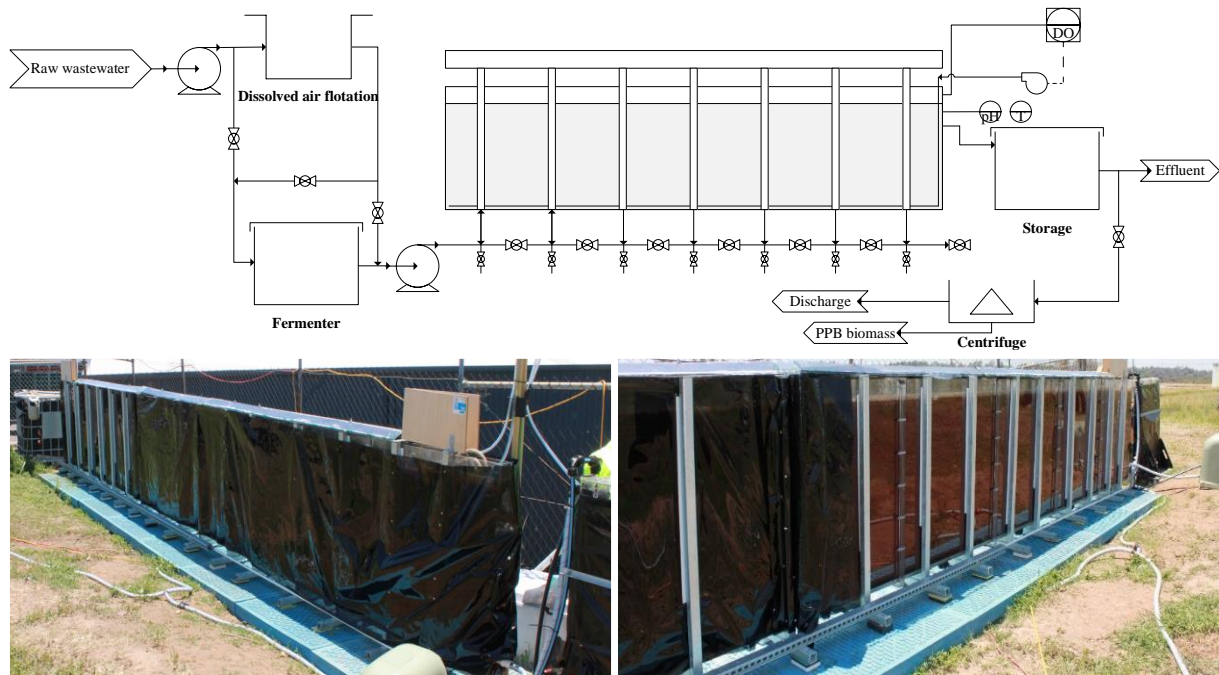 Raw wastewater
Dissolved air flotation
DO
pH
T
Effluent
Storage
Fermenter
Discharge
PPB biomass
Centrifuge